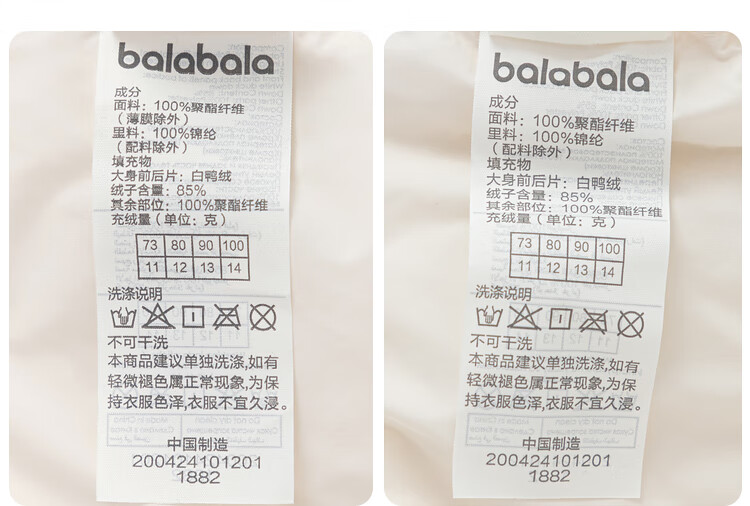 balabala
成分
面料：100%聚酯纤维
（薄膜除外）
里料：100%锦纶
（配料除外）
填充物
大身前后片：白鸭绒
绒子含量：85%
其余部位：100%聚酯纤维
充绒量（单位：克）
73 80 90 100
11 12 13 14
洗涤说明
不可干洗
本商品建议单独洗涤,如有
轻微褪色属正常现象,为保
持衣服色泽,衣服不宜久浸。
中国制造
200424101201
1882
balabala
成分
面料：100%聚酯纤维
里料：100%锦纶
（配料除外）
填充物
大身前后片：白鸭绒
绒子含量：85%
其余部位：100%聚酯纤维
充绒量（单位：克）
73 80 90 100
11 12 13 14
洗涤说明
不可干洗
本商品建议单独洗涤,如有
轻微褪色属正常现象,为保
持衣服色泽,衣服不宜久浸。
中国制造
200424101201
1882